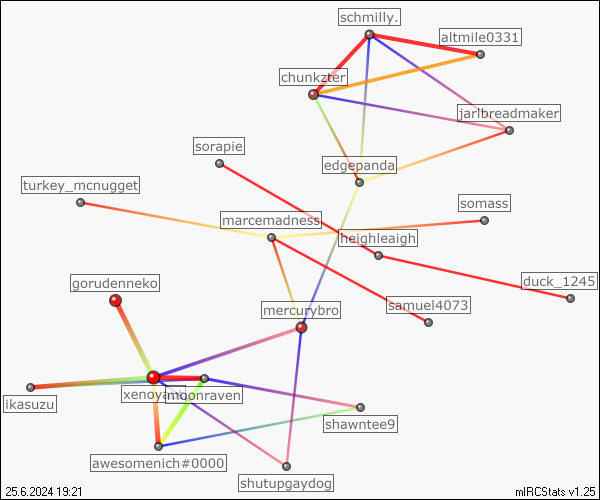 schmilly.
altmile0331
chunkzter
jarlbreadmaker
sorapie
edgepanda
turkey_mcnugget
somass
marcemadness
heighleaigh
gorudenneko
duck_1245
samuel4073
mercurybro
moonraven
ikasuzu
shawntee9
awesomenich#0000
shutupgaydog
25.6.2024 19:21
mIRCStats v1.25